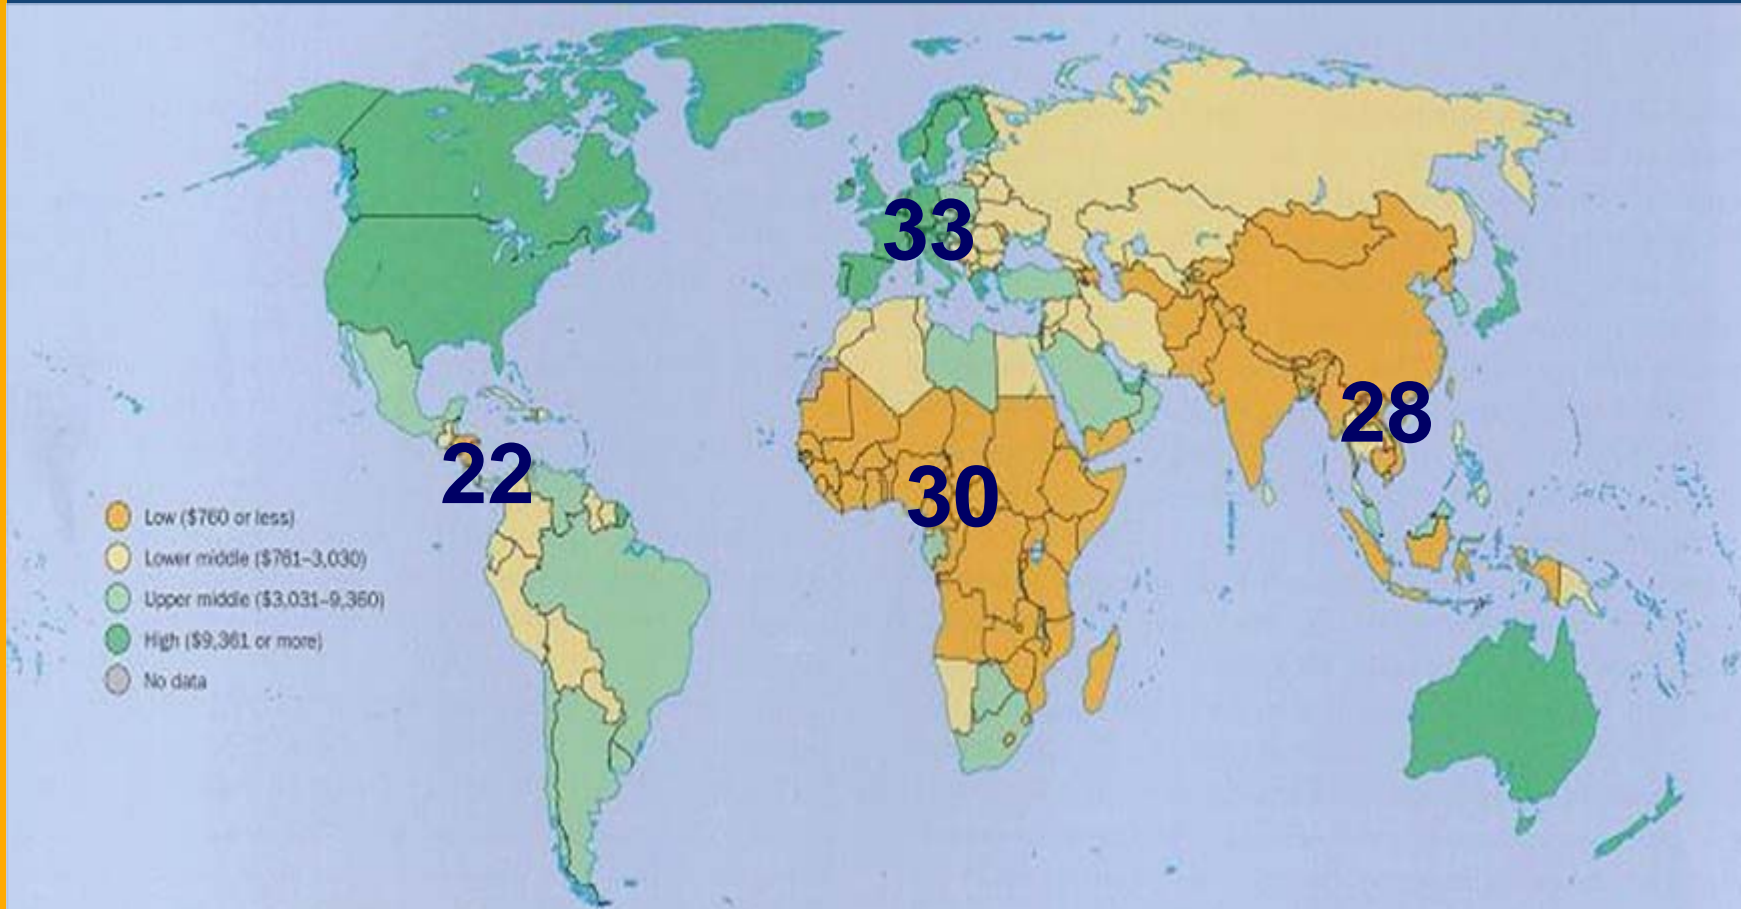 33
28
22
30
Low ($760 or less)
Lower middle ($761–3,030)
Upper middle ($3,031–9,360)
High ($9,361 or more)
No data